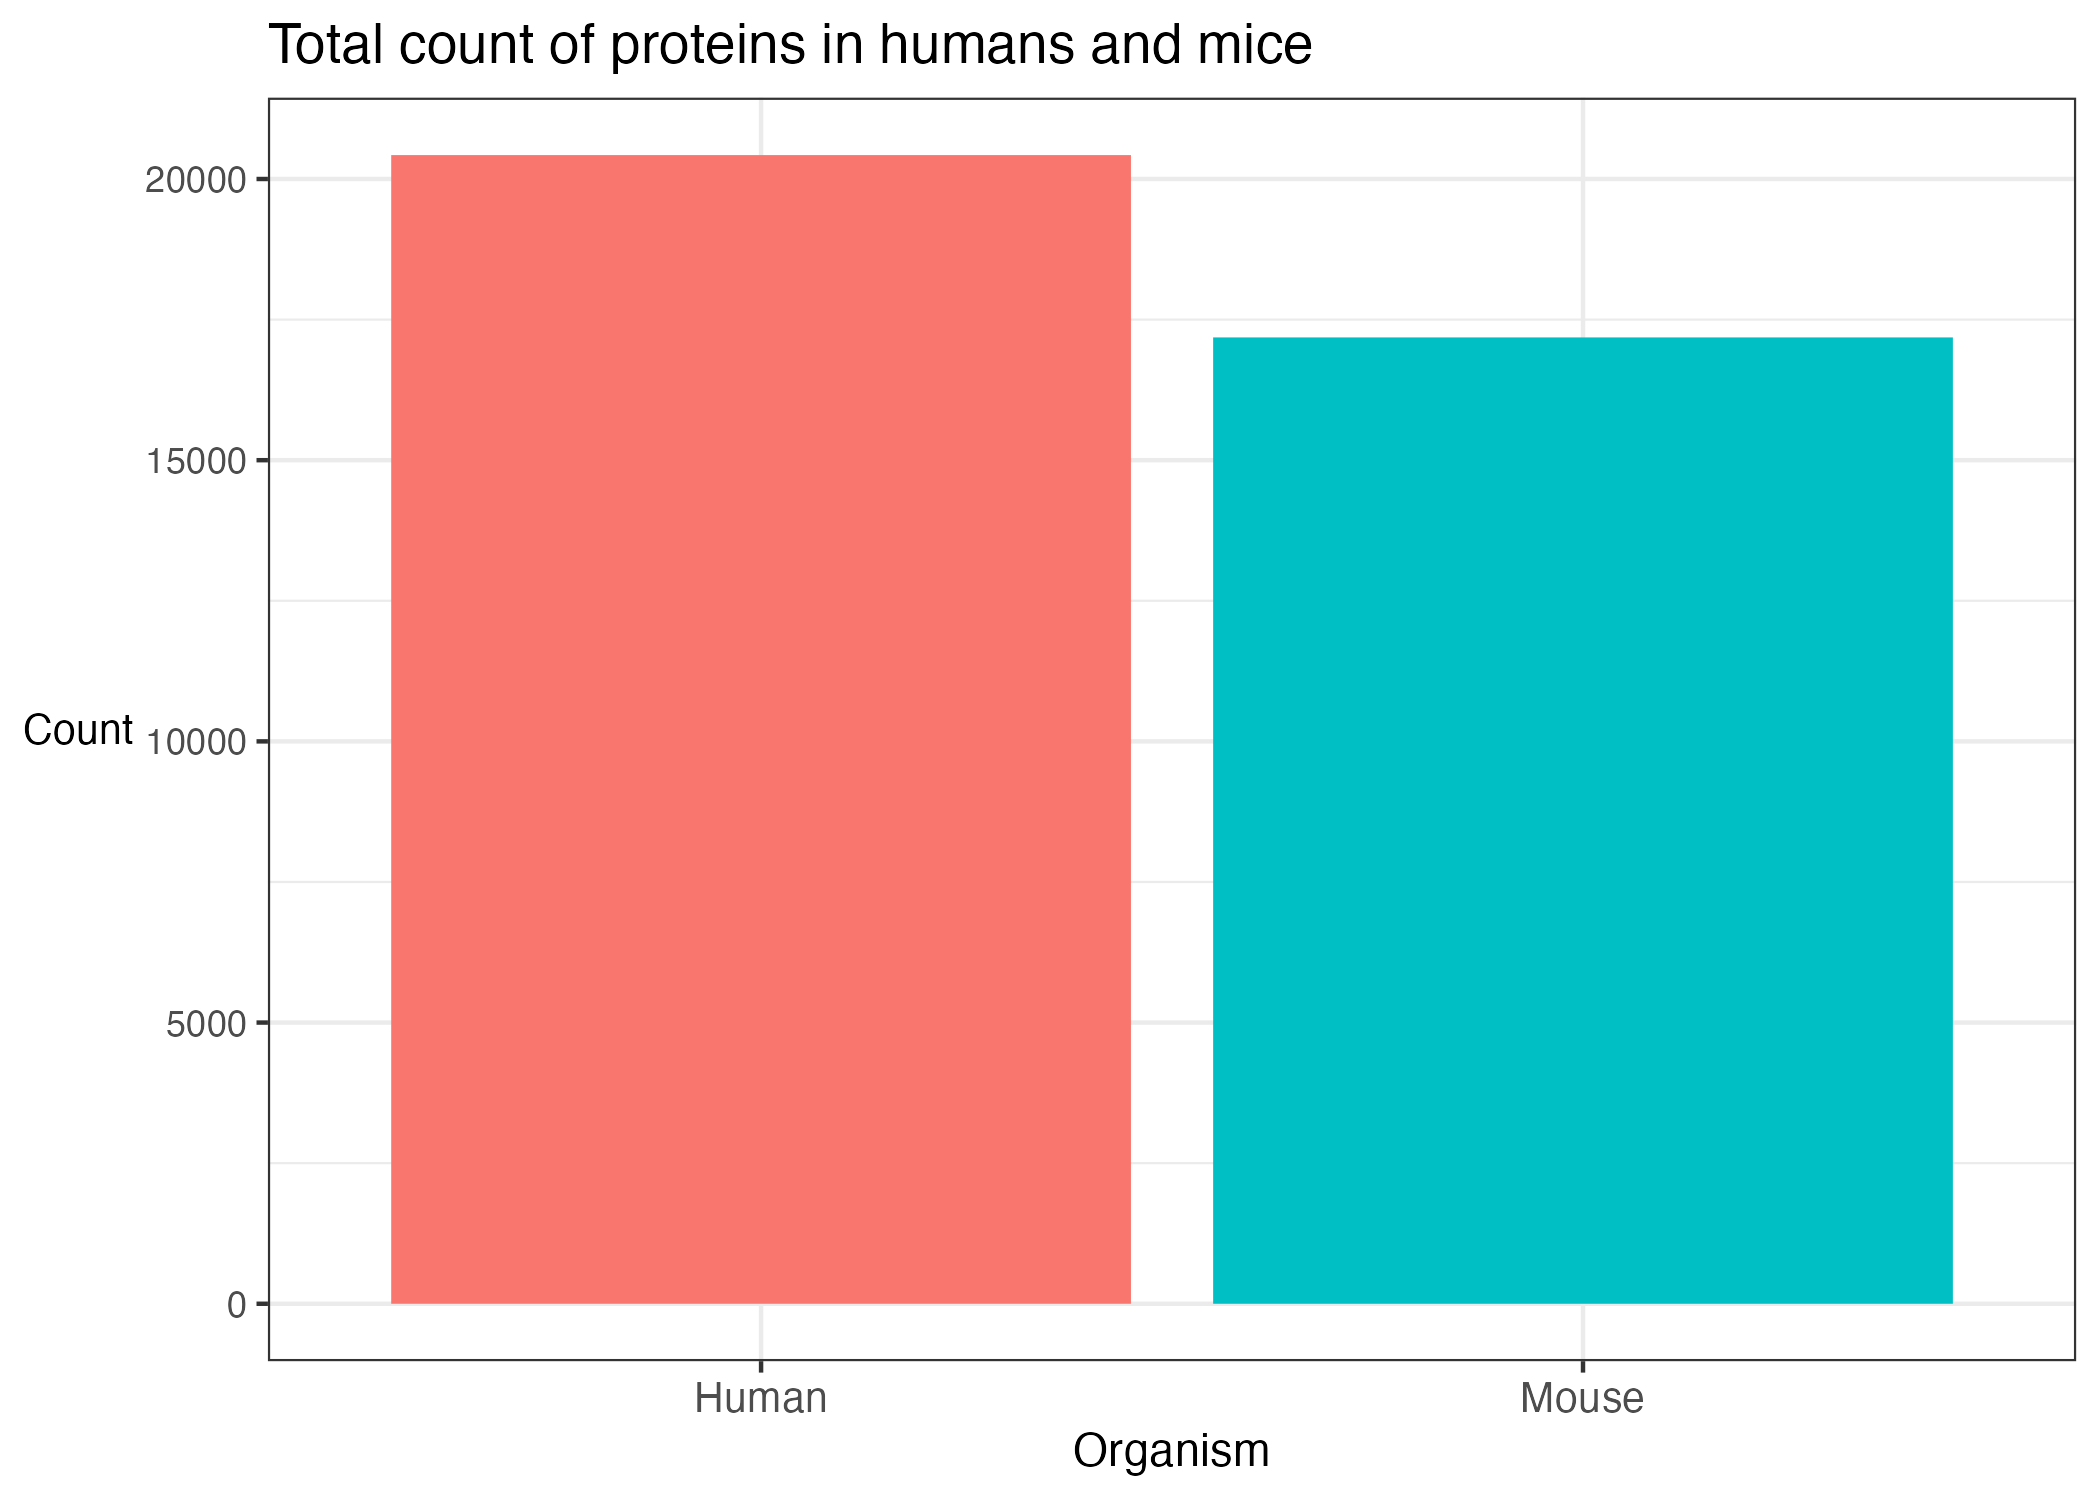 Total count of proteins in humans and mice
20000
15000
Count 10000
5000
0
Human Mouse
Organism